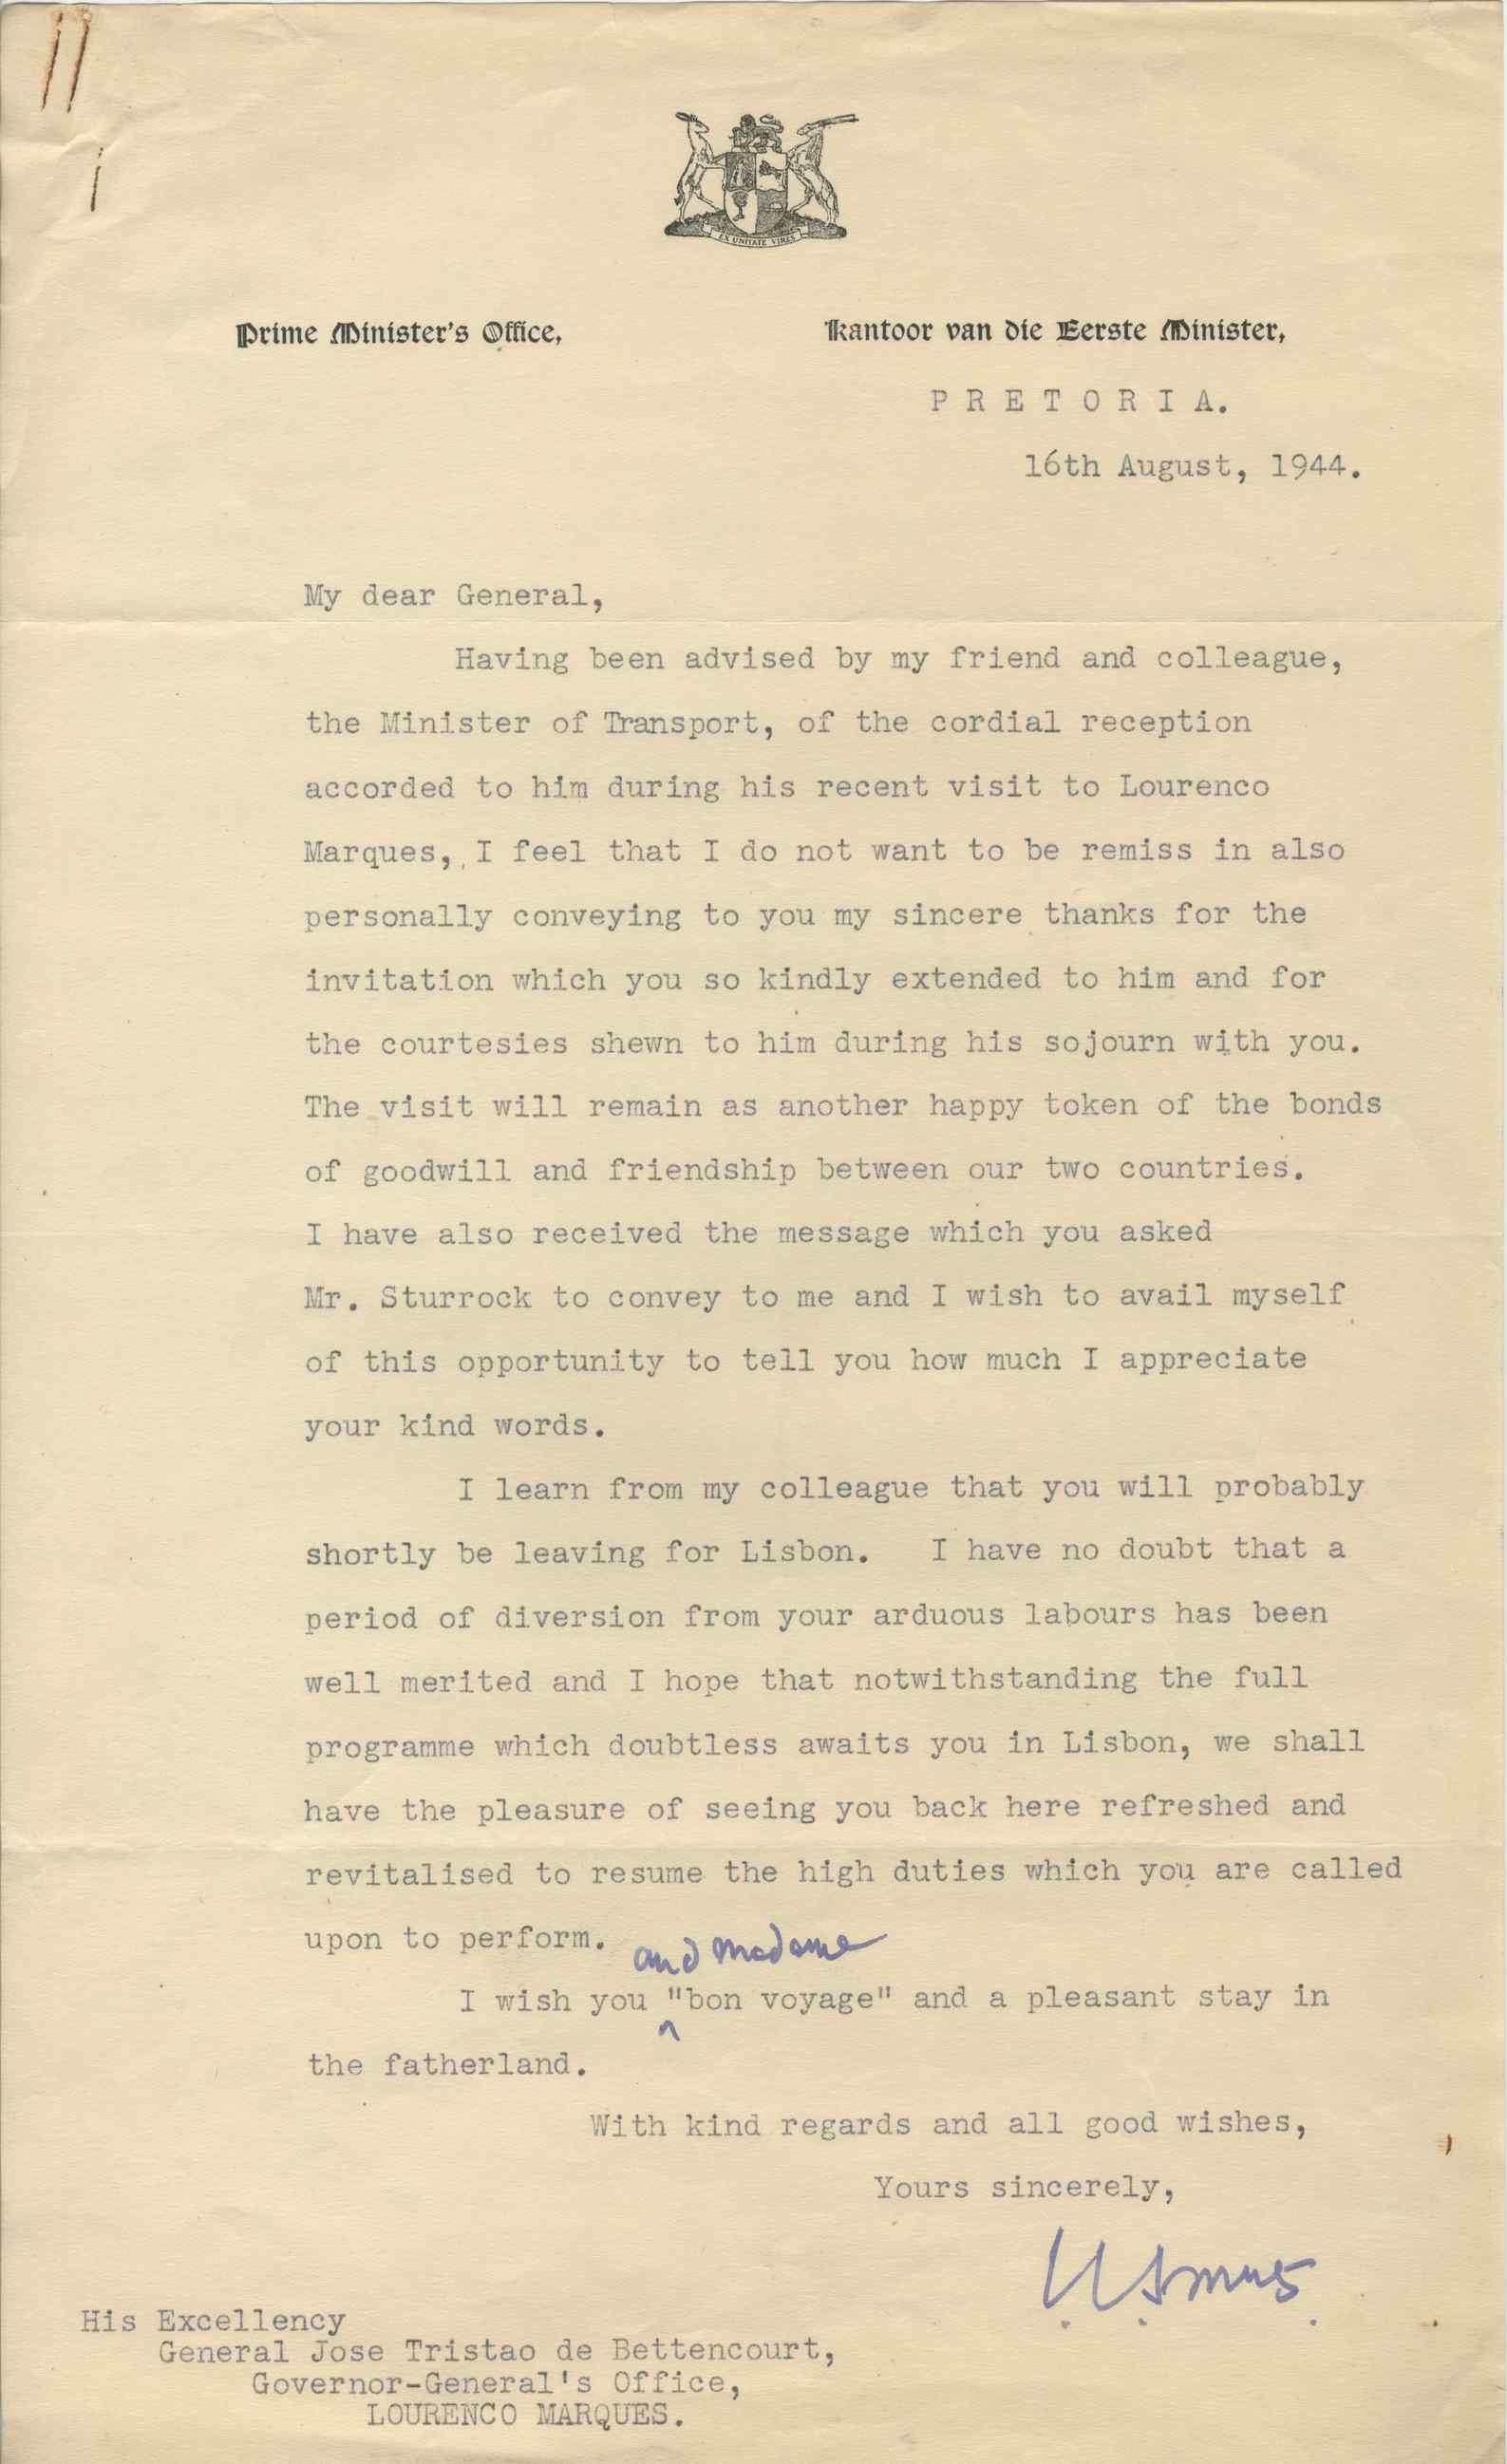 EX UNITATE VIRES
Prime Minister's Office,
Kantoor van die Eerste Minister,
PRETORIA.
16th August, 1944.
My dear General,
Having been advised by my friend and colleague,
the Minister of Transport, of the cordial reception
accorded to him during his recent visit to Lourenco
Marques, I feel that I do not want to be remiss in also
personally conveying to you my sincere thanks for the
invitation which you so kindly extended to him and for
the courtesies shewn to him during his sojourn with you.
The visit will remain as another happy token of the bonds
of goodwill and friendship between our two countries.
I have also received the message which you asked
Mr. Sturrock to convey to me and I wish to avail myself
of this opportunity to tell you how much I appreciate
your kind words.
I learn from my colleague that you will probably
shortly be leaving for Lisbon. I have no doubt that a
period of diversion from your arduous labours has been
well merited and I hope that notwithstanding the full
programme which doubtless awaits you in Lisbon, we shall
have the pleasure of seeing you back here refreshed and
revitalised to resume the high duties which you are called
upon to perform.
and Madame
I wish you "bon voyage" and a pleasant stay in
the fatherland.
With kind regards and all good wishes,
Yours sincerely,
His Excellency
General Jose Tristao de Bettencourt,
Governor-General's Office,
LOURENCO MARQUES.